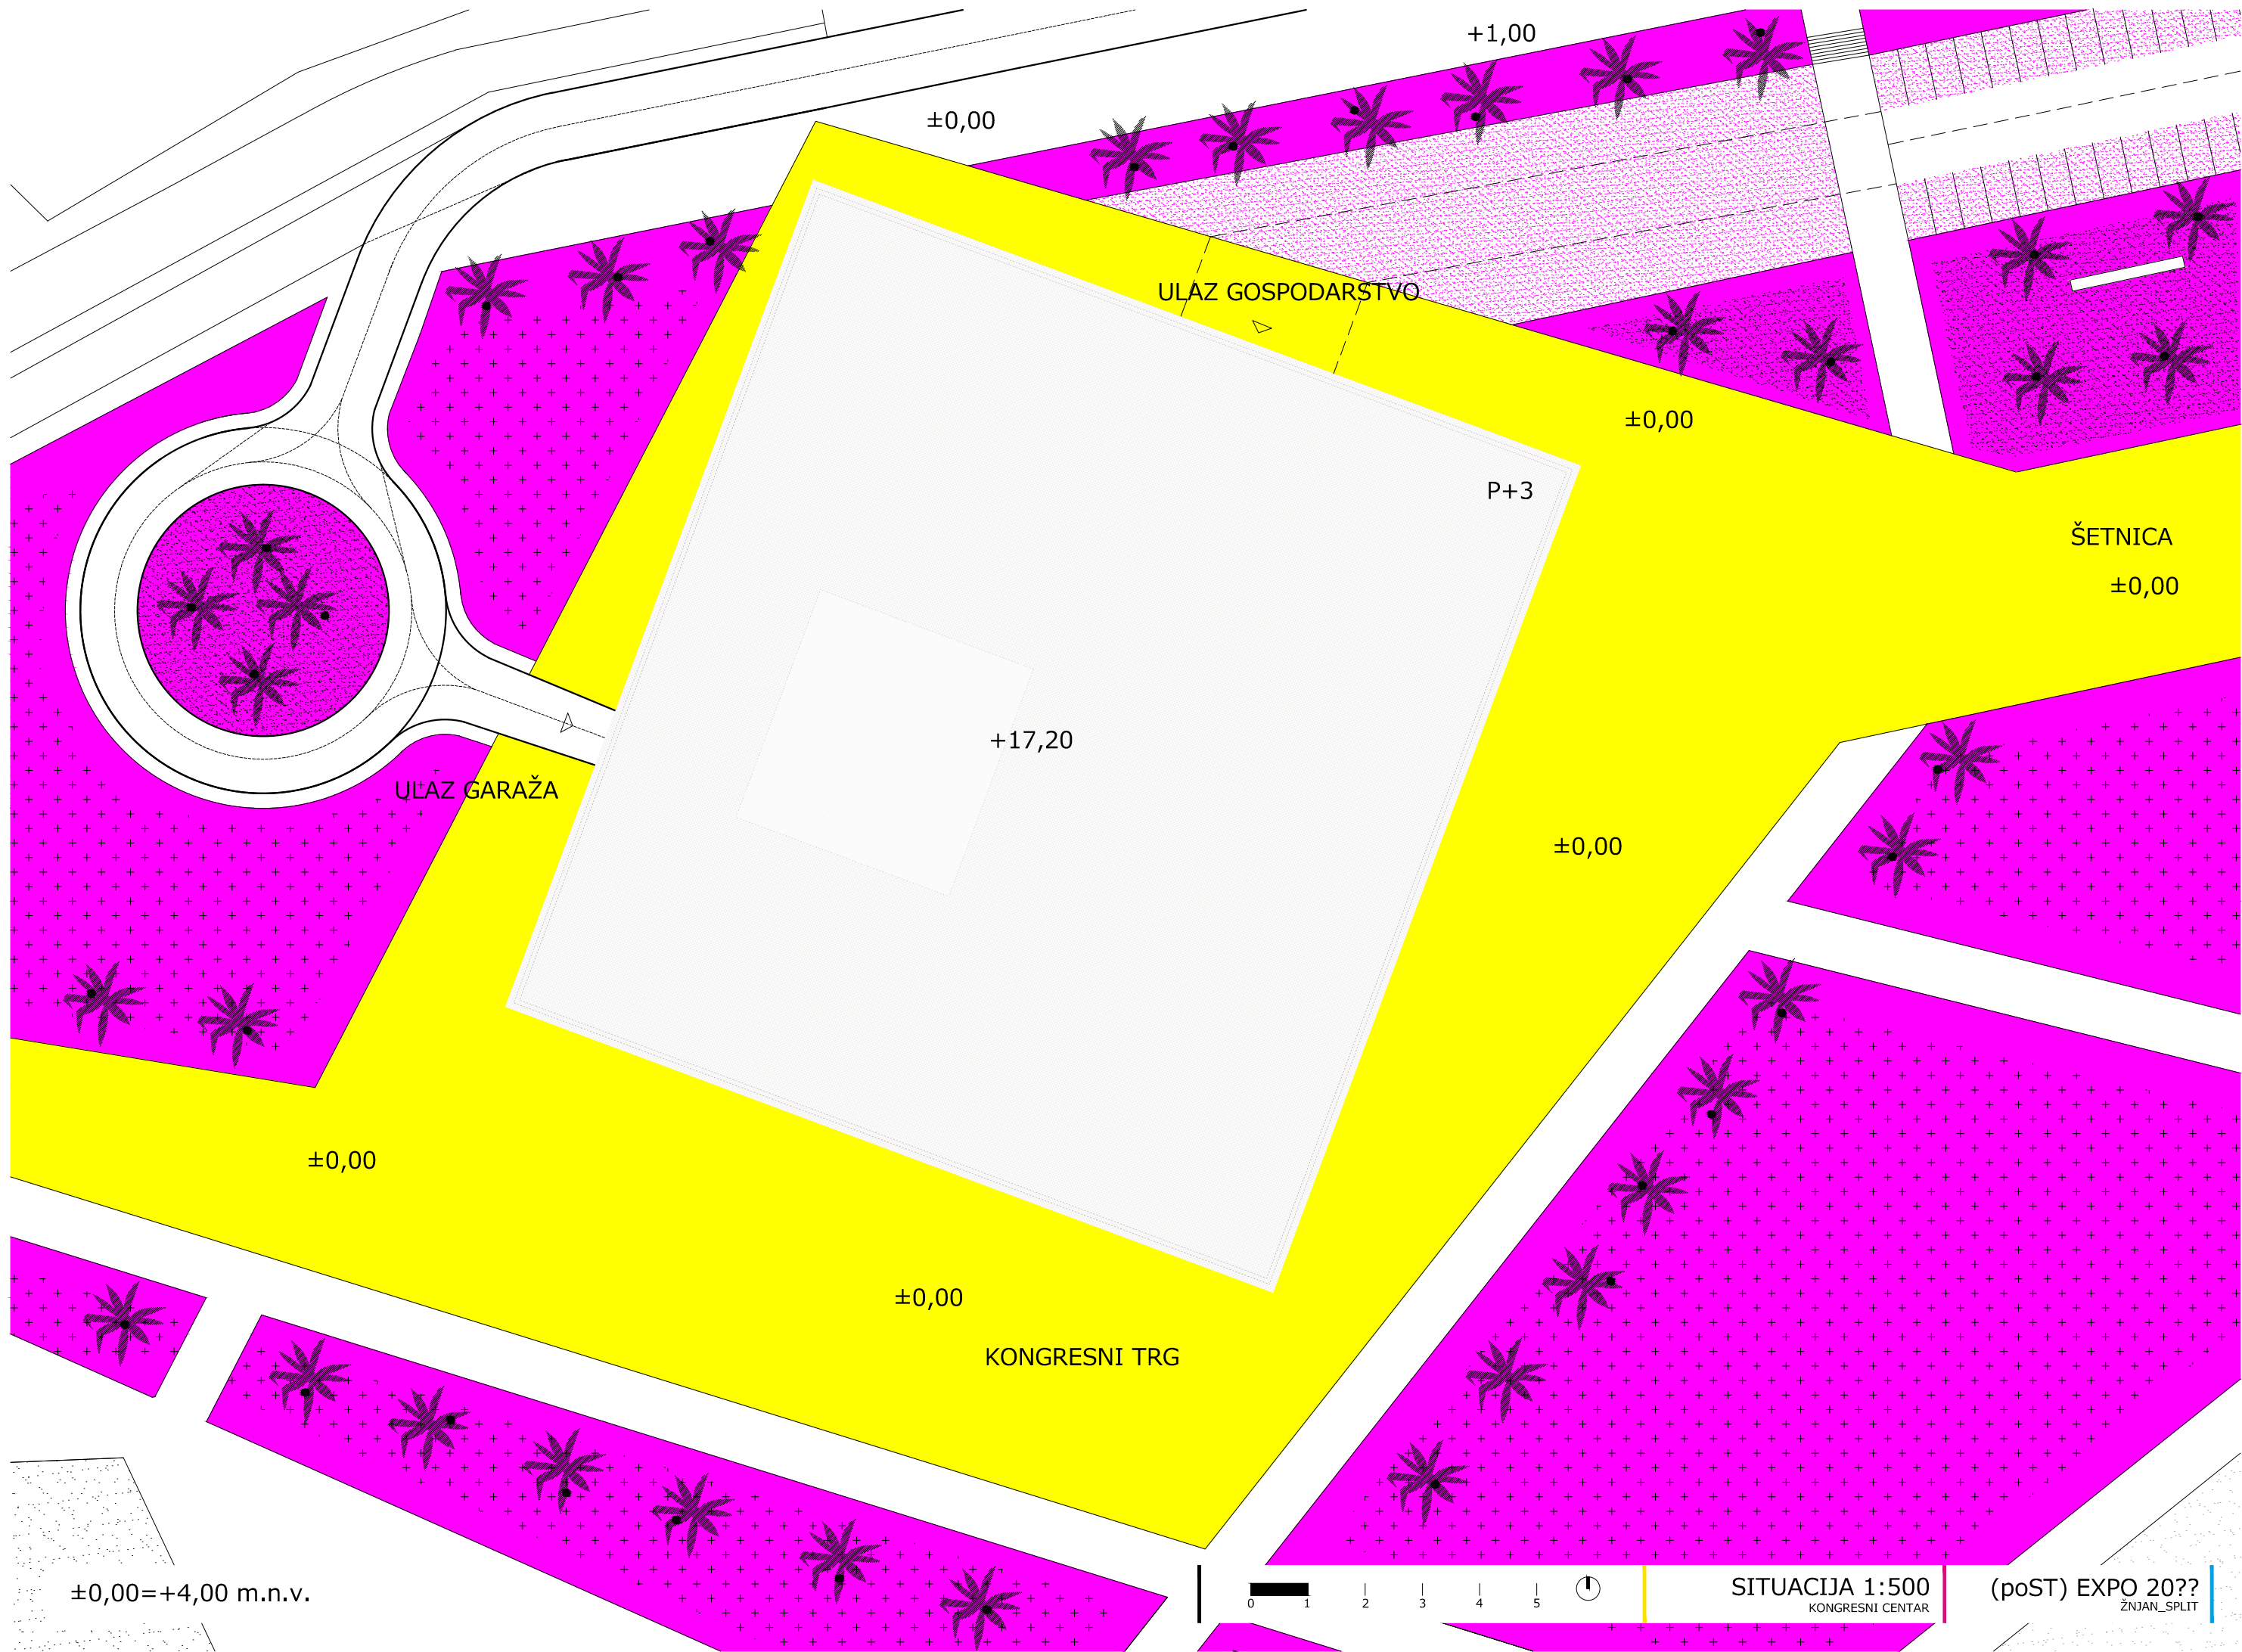 +1,00
±0,00
ULAZ GOSPODARSTVO
±0,00
P+3
ŠETNICA
±0,00
+17,20
ULAZ GARAŽA
±0,00
±0,00
±0,00
KONGRESNI TRG
±0,00=+4,00 m.n.v.
0 1 2 3 4 5
SITUACIJA 1:500
KONGRESNI CENTAR
(poST) EXPO 20??
ŽNJAN_SPLIT